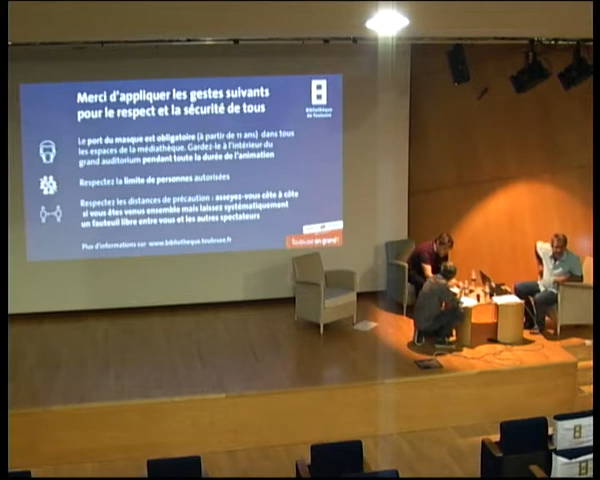 Merci d'appliquer les gestes suivants
pour le respect et la sécurité de tous
Bibliothèque
de Toulouse
Le port du masque est obligatoire (à partir de 11 ans) dans tous
les espaces de la médiathèque. Gardez-le à l'intérieur du
grand auditorium pendant toute la durée de l'animation
Respectez la limite de personnes autorisées
Respectez les distances de précaution : asseyez-vous côte à côte
si vous êtes venus ensemble mais laissez systématiquement
un fauteuil libre entre vous et les autres spectateurs
Plus d'informations sur www.bibliotheque.toulouse.fr
Toulouse en grand !